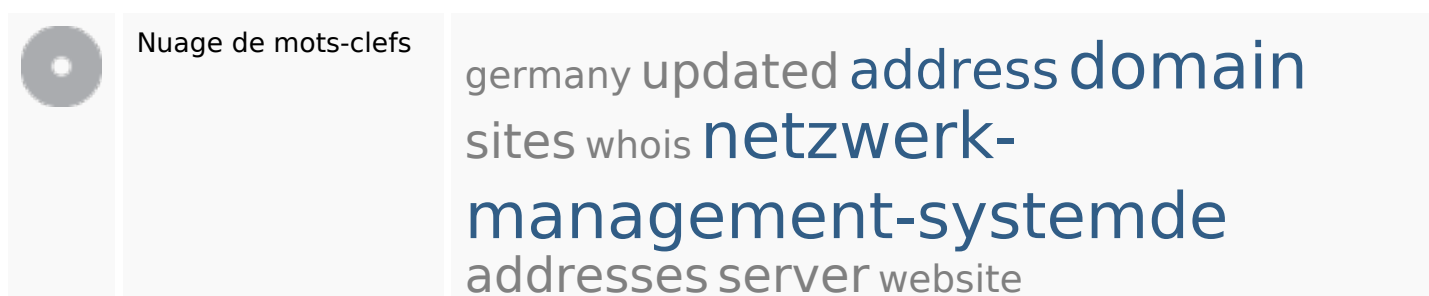 Nuage de mots-clefs
germany updated address domain
sites whois netzwerk-
management-systemde
addresses server website